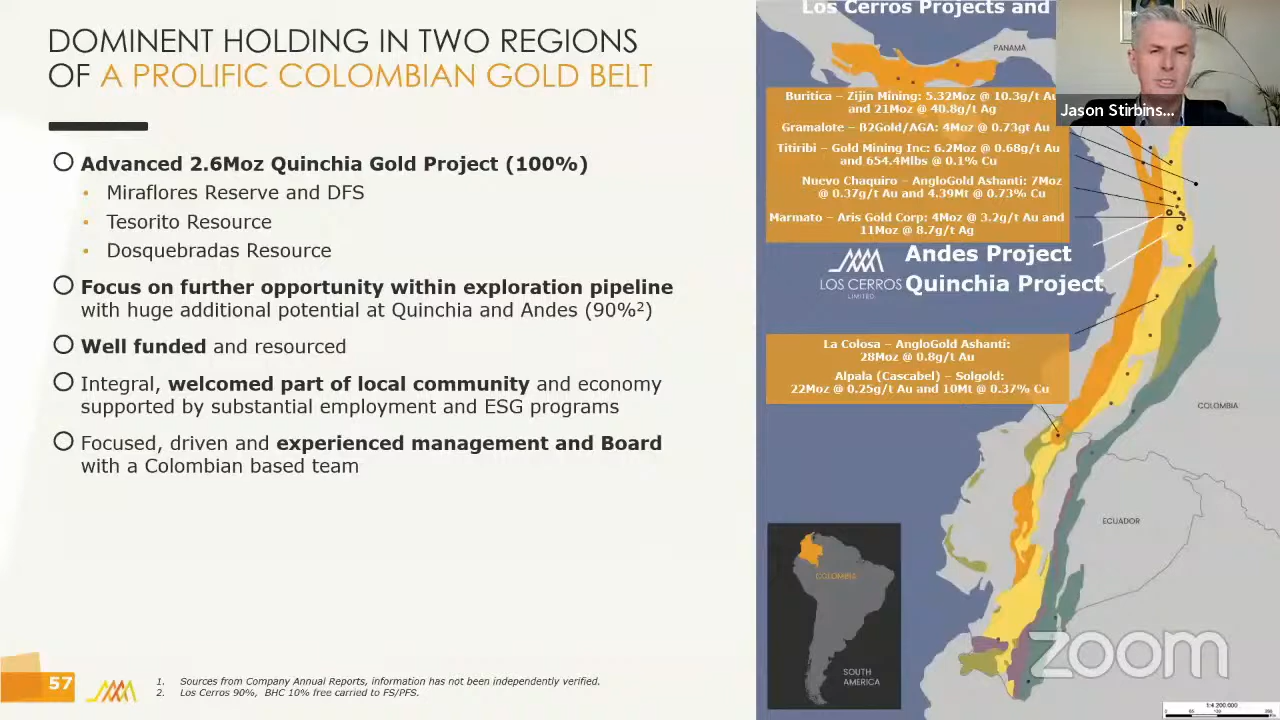 DOMINENT HOLDING IN TWO REGIONS
OF A PROLIFIC COLOMBIAN GOLD BELT
Advanced 2.6Moz Quinchia Gold Project (100%)
Miraflores Reserve and DFS
Tesorito Resource
Dosquebradas Resource
Focus on further opportunity within exploration pipeline
with huge additional potential at Quinchia and Andes (90%²)
Well funded and resourced
Integral, welcomed part of local community and economy
supported by substantial employment and ESG programs
Focused, driven and experienced management and Board
with a Colombian based team
57
1. Sources from Company Annual Reports, information has not been independently verified.
2. Los Cerros 90%, BHC 10% free carried to FS/PFS.
Los Cerros Projects and
PANAMA
Jason Stirbins...
Buritica – Zijin Mining: 5.32Moz @ 10.3g/t Au
and 21Moz @ 40.8g/t Ag
Gramalote – B2Gold/AGA: 4Moz @ 0.73gt Au
Titiribi – Gold Mining Inc: 6.2Moz @ 0.68g/t Au
and 654.4Mlbs @ 0.1% Cu
Nuevo Chaquiro – AngloGold Ashanti: 7Moz
@ 0.37g/t Au and 4.39Mt @ 0.73% Cu
Marmato – Aris Gold Corp: 4Moz @ 3.2g/t Au and
11Moz @ 8.7g/t Ag
LOS CERROS
LIMITED
Andes Project
Quinchia Project
La Colosa – AngloGold Ashanti:
28Moz @ 0.8g/t Au
Alpala (Cascabel) – Solgold:
22Moz @ 0.25g/t Au and 10Mt @ 0.37% Cu
COLOMBIA
ECUADOR
COLOMBIA
SOUTH
AMERICA
zoom
1:4 200,000